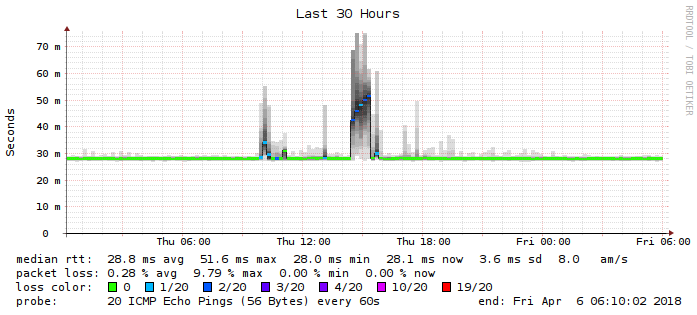 Last 30 Hours
RRDTOOL / TOBI OETIKER
Seconds
70 m
60 m
50 m
40 m
30 m
20 m
10 m
0
Thu 06:00 Thu 12:00 Thu 18:00 Fri 00:00 Fri 06:00
median rtt: 28.8 ms avg 51.6 ms max 28.0 ms min 28.1 ms now 3.6 ms sd 8.0 am/s
packet loss: 0.28 % avg 9.79 % max 0.00 % min 0.00 % now
loss color: 0 1/20 2/20 3/20 4/20 10/20 19/20
probe: 20 ICMP Echo Pings (56 Bytes) every 60s end: Fri Apr 6 06:10:02 2018